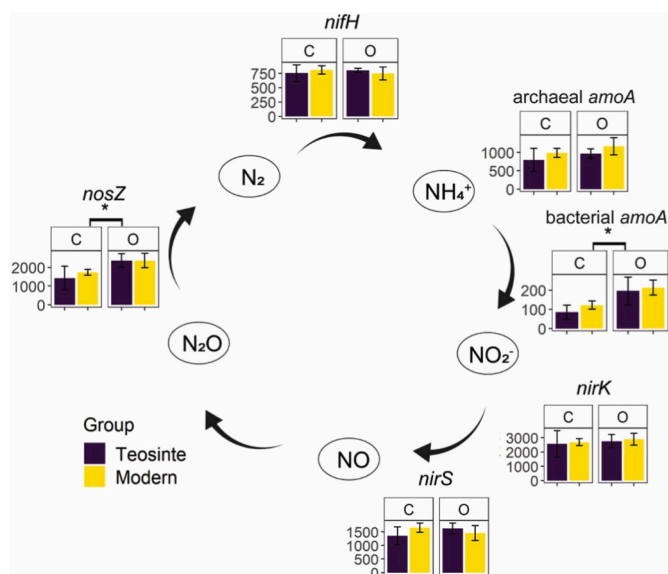 nifH
C O
750
500
250
0
archaeal amoA
C O
1000
500
0
N₂
NH₄⁺
nosZ
*
C O
2000
1000
0
bacterial amoA
*
C O
200
100
0
N₂O
NO₂⁻
nirK
C O
3000
2000
1000
0
Group
Teosinte
Modern
NO
nirS
C O
1500
1000
500
0